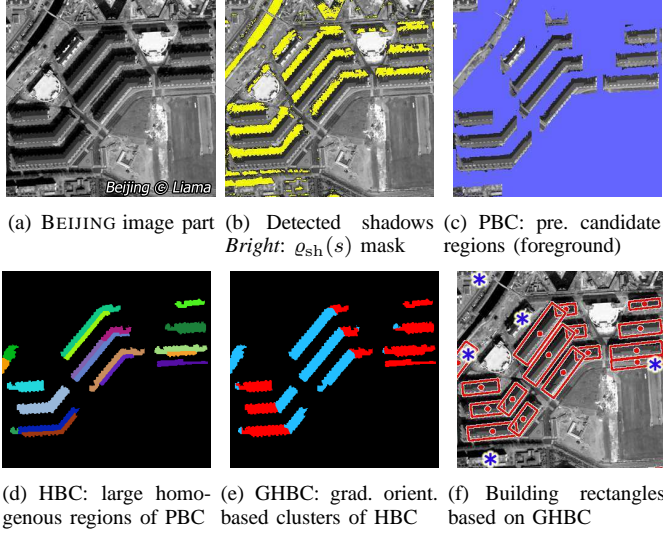 Beijing © Liama
(a) BEIJING image part
(b) Detected shadows
Bright: ϱsh(s) mask
(c) PBC: pre. candidate
regions (foreground)
(d) HBC: large homo-
genous regions of PBC
(e) GHBC: grad. orient.
based clusters of HBC
(f) Building rectangles
based on GHBC